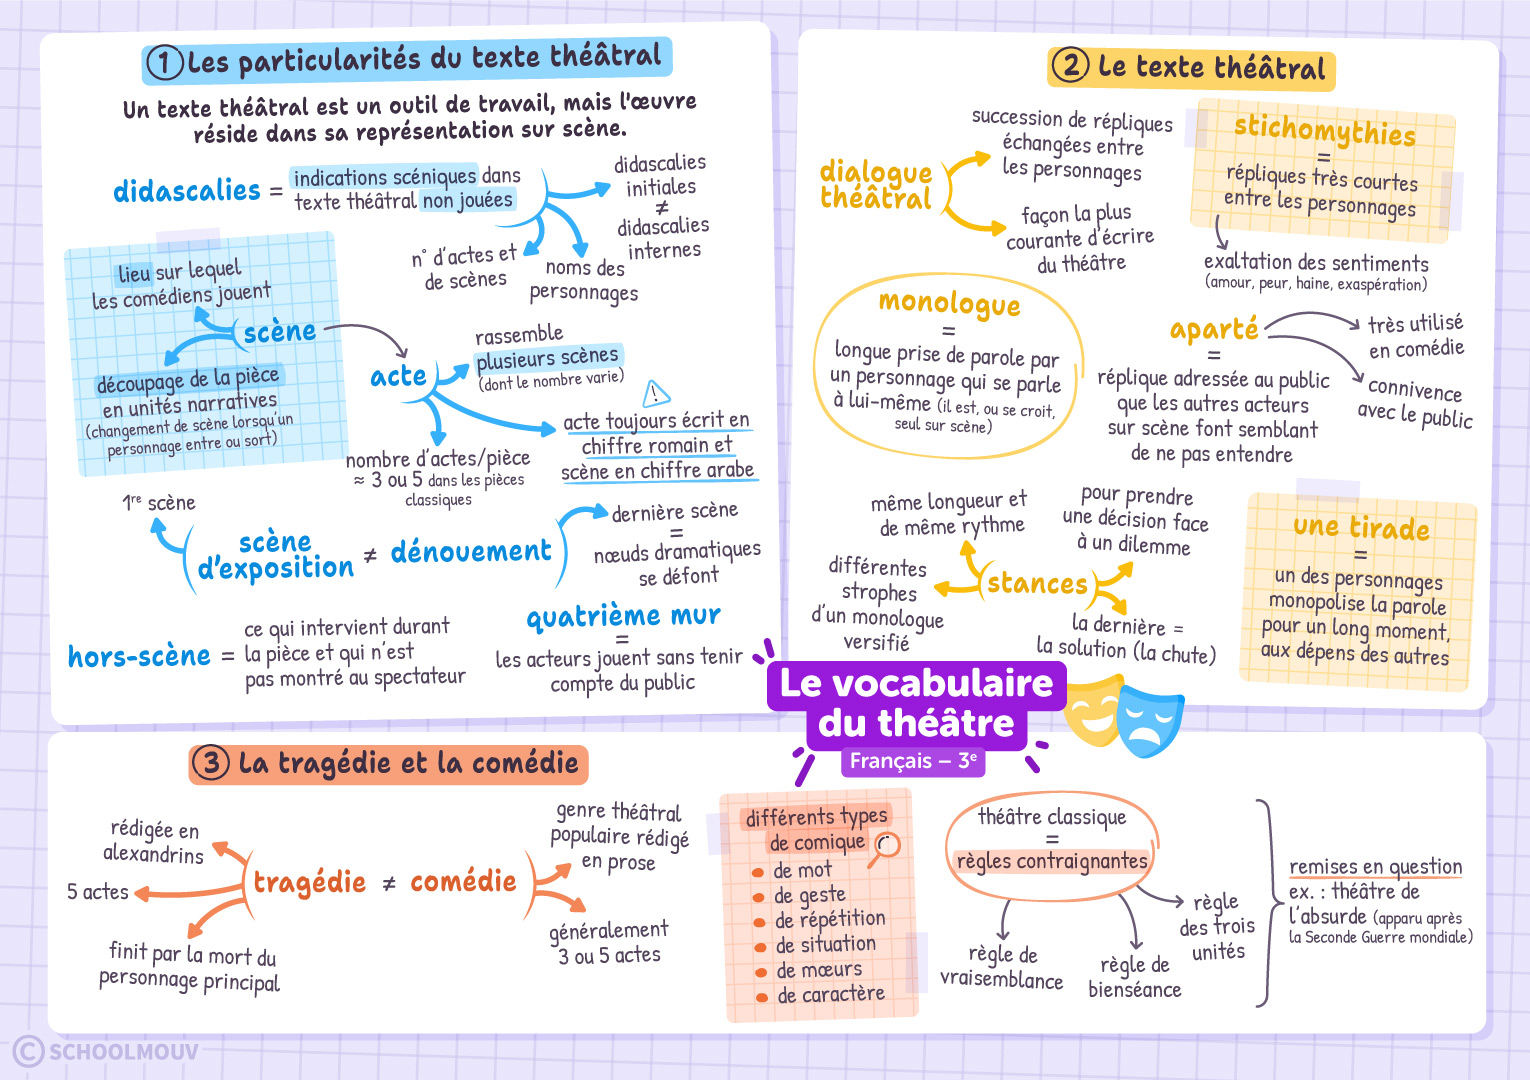 1 Les particularités du texte théâtral
Un texte théâtral est un outil de travail, mais l'œuvre
réside dans sa représentation sur scène.
didascalies = indications scéniques dans
texte théâtral non jouées
didascalies
initiales
≠
didascalies
internes
n° d'actes et
de scènes
noms des
personnages
lieu sur lequel
les comédiens jouent
scène
découpage de la pièce
en unités narratives
(changement de scène lorsqu'un
personnage entre ou sort)
acte
rassemble
plusieurs scènes
(dont le nombre varie)
!
acte toujours écrit en
chiffre romain et
scène en chiffre arabe
nombre d'actes/pièce
≈ 3 ou 5 dans les pièces
classiques
1re scène
scène
d'exposition ≠ dénouement
dernière scène
=
nœuds dramatiques
se défont
hors-scène =
ce qui intervient durant
la pièce et qui n'est
pas montré au spectateur
quatrième mur
=
les acteurs jouent sans tenir
compte du public
2 Le texte théâtral
dialogue
théâtral
succession de répliques
échangées entre
les personnages
façon la plus
courante d'écrire
du théâtre
stichomythies
=
répliques très courtes
entre les personnages
exaltation des sentiments
(amour, peur, haine, exaspération)
monologue
=
longue prise de parole par
un personnage qui se parle
à lui-même (il est, ou se croit,
seul sur scène)
aparté
=
réplique adressée au public
que les autres acteurs
sur scène font semblant
de ne pas entendre
très utilisé
en comédie
connivence
avec le public
même longueur et
de même rythme
pour prendre
une décision face
à un dilemme
différentes
strophes
d'un monologue
versifié
stances
la dernière =
la solution (la chute)
une tirade
=
un des personnages
monopolise la parole
pour un long moment,
aux dépens des autres
Le vocabulaire
du théâtre
Français – 3e
3 La tragédie et la comédie
rédigée en
alexandrins
5 actes
finit par la mort du
personnage principal
tragédie ≠ comédie
genre théâtral
populaire rédigé
en prose
généralement
3 ou 5 actes
différents types
de comique
de mot
de geste
de répétition
de situation
de mœurs
de caractère
théâtre classique
=
règles contraignantes
règle de
vraisemblance
règle de
bienséance
règle
des trois
unités
remises en question
ex. : théâtre de
l'absurde (apparu après
la Seconde Guerre mondiale)
© SCHOOLMOUV